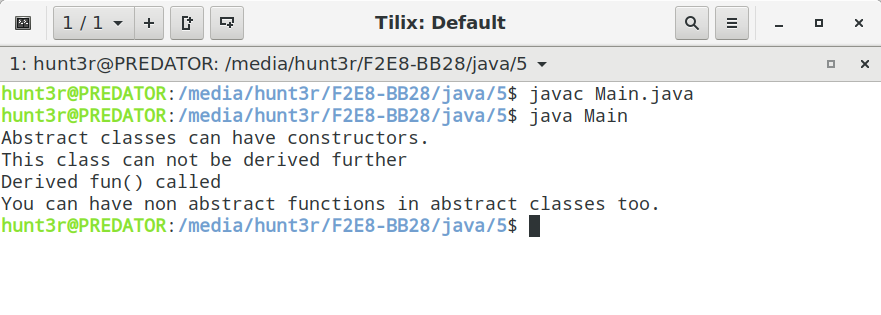 1 / 1
Tilix: Default
1: hunt3r@PREDATOR: /media/hunt3r/F2E8-BB28/java/5
hunt3r@PREDATOR:/media/hunt3r/F2E8-BB28/java/5$ javac Main.java
hunt3r@PREDATOR:/media/hunt3r/F2E8-BB28/java/5$ java Main
Abstract classes can have constructors.
This class can not be derived further
Derived fun() called
You can have non abstract functions in abstract classes too.
hunt3r@PREDATOR:/media/hunt3r/F2E8-BB28/java/5$